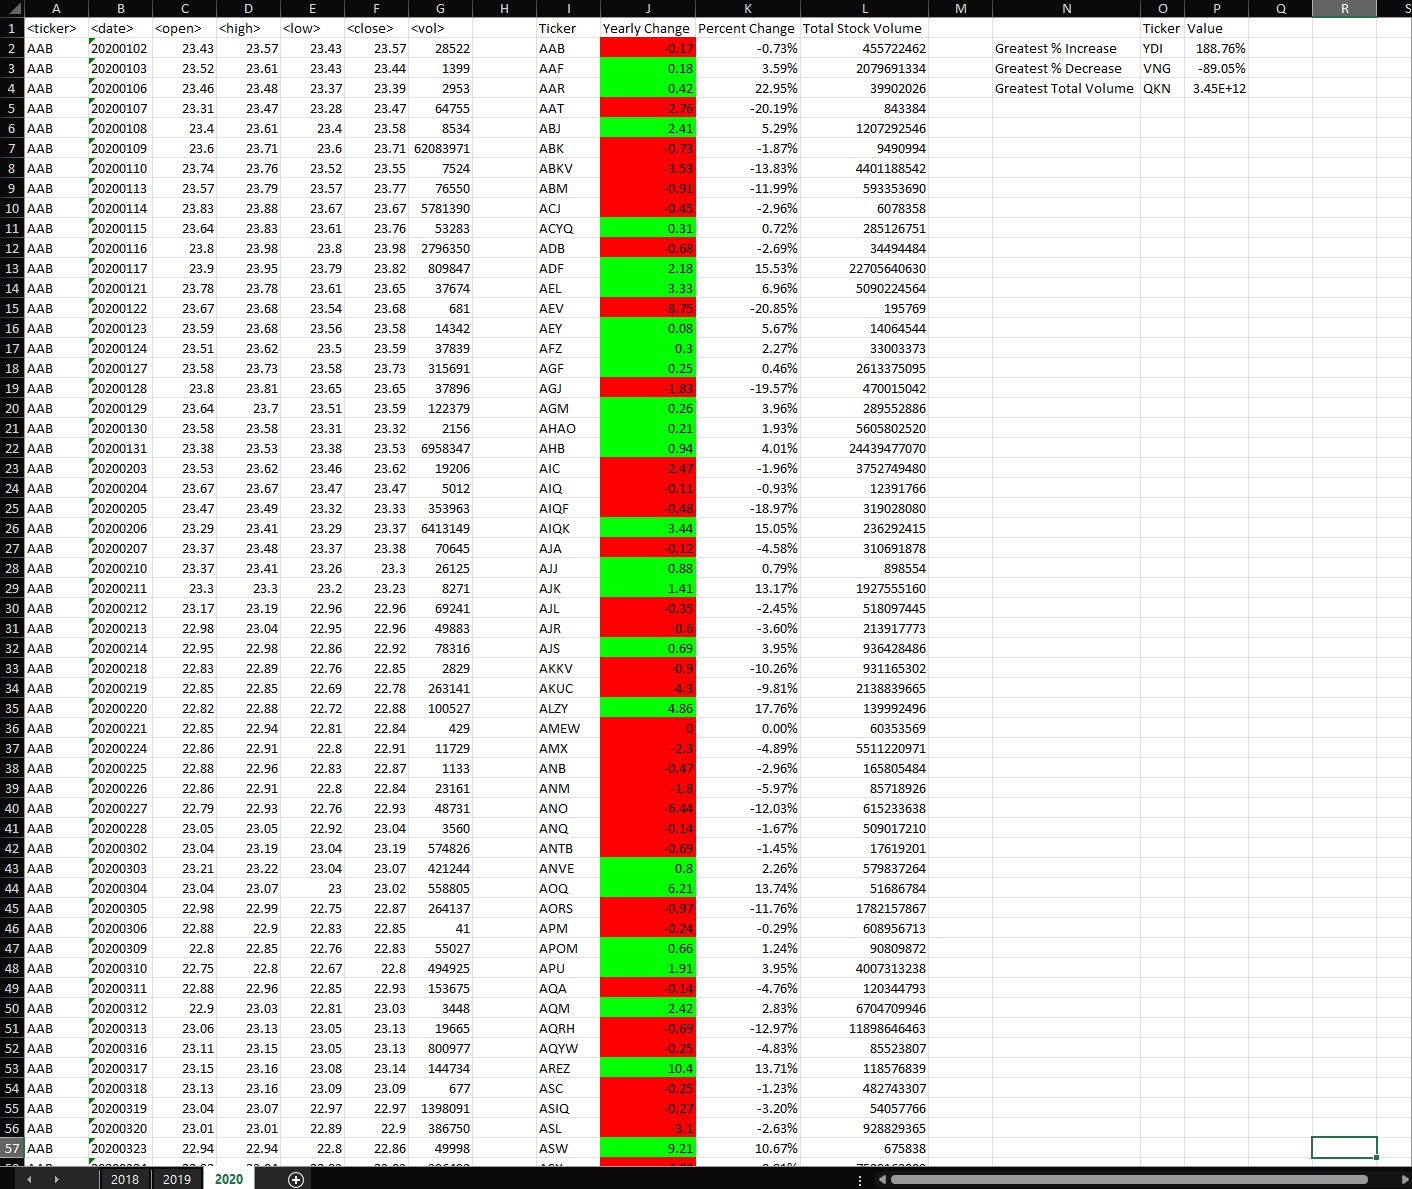 A B C D E F G H I J K L M N O P Q R S
1 <ticker> <date> <open> <high> <low> <close> <vol> Ticker Yearly Change Percent Change Total Stock Volume Ticker Value
2 AAB 20200102 23.43 23.57 23.43 23.57 28522 AAB -0.17 -0.73% 455722462 Greatest % Increase YDI 188.76%
3 AAB 20200103 23.52 23.61 23.43 23.44 1399 AAF 0.18 3.59% 2079691334 Greatest % Decrease VNG -89.05%
4 AAB 20200106 23.46 23.48 23.37 23.39 2953 AAR 0.42 22.95% 39902026 Greatest Total Volume QKN 3.45E+12
5 AAB 20200107 23.31 23.47 23.28 23.47 64755 AAT -2.76 -20.19% 843384
6 AAB 20200108 23.4 23.61 23.4 23.58 8534 ABJ 2.41 5.29% 1207292546
7 AAB 20200109 23.6 23.71 23.6 23.71 62083971 ABK -0.73 -1.87% 9490994
8 AAB 20200110 23.74 23.76 23.52 23.55 7524 ABKV -3.53 -13.83% 4401188542
9 AAB 20200113 23.57 23.79 23.57 23.77 76550 ABM -0.91 -11.99% 593353690
10 AAB 20200114 23.83 23.88 23.67 23.67 5781390 ACJ -0.45 -2.96% 6078358
11 AAB 20200115 23.64 23.83 23.61 23.76 53283 ACYQ 0.31 0.72% 285126751
12 AAB 20200116 23.8 23.98 23.8 23.98 2796350 ADB -0.68 -2.69% 34494484
13 AAB 20200117 23.9 23.95 23.79 23.82 809847 ADF 2.18 15.53% 22705640630
14 AAB 20200121 23.78 23.78 23.61 23.65 37674 AEL 3.33 6.96% 5090224564
15 AAB 20200122 23.67 23.68 23.54 23.68 681 AEV -8.75 -20.85% 195769
16 AAB 20200123 23.59 23.68 23.56 23.58 14342 AEY 0.08 5.67% 14064544
17 AAB 20200124 23.51 23.62 23.5 23.59 37839 AFZ 0.3 2.27% 33003373
18 AAB 20200127 23.58 23.73 23.58 23.73 315691 AGF 0.25 0.46% 2613375095
19 AAB 20200128 23.8 23.81 23.65 23.65 37896 AGJ -1.83 -19.57% 470015042
20 AAB 20200129 23.64 23.7 23.51 23.59 122379 AGM 0.26 3.96% 289552886
21 AAB 20200130 23.58 23.58 23.31 23.32 2156 AHAO 0.21 1.93% 5605802520
22 AAB 20200131 23.38 23.53 23.38 23.53 6958347 AHB 0.94 4.01% 24439477070
23 AAB 20200203 23.53 23.62 23.46 23.62 19206 AIC -2.47 -1.96% 3752749480
24 AAB 20200204 23.67 23.67 23.47 23.47 5012 AIQ -0.11 -0.93% 12391766
25 AAB 20200205 23.47 23.49 23.32 23.33 353963 AIQF -0.48 -18.97% 319028080
26 AAB 20200206 23.29 23.41 23.29 23.37 6413149 AIQK 3.44 15.05% 236292415
27 AAB 20200207 23.37 23.48 23.37 23.38 70645 AJA -0.12 -4.58% 310691878
28 AAB 20200210 23.37 23.41 23.26 23.3 26125 AJJ 0.88 0.79% 898554
29 AAB 20200211 23.3 23.3 23.2 23.23 8271 AJK 1.41 13.17% 1927555160
30 AAB 20200212 23.17 23.19 22.96 22.96 69241 AJL -0.35 -2.45% 518097445
31 AAB 20200213 22.98 23.04 22.95 22.96 49883 AJR -0.6 -3.60% 213917773
32 AAB 20200214 22.95 22.98 22.86 22.92 78316 AJS 0.69 3.95% 936428486
33 AAB 20200218 22.83 22.89 22.76 22.85 2829 AKKV -0.9 -10.26% 931165302
34 AAB 20200219 22.85 22.85 22.69 22.78 263141 AKUC -4.3 -9.81% 2138839665
35 AAB 20200220 22.82 22.88 22.72 22.88 100527 ALZY 4.86 17.76% 139992496
36 AAB 20200221 22.85 22.94 22.81 22.84 429 AMEW 0 0.00% 60353569
37 AAB 20200224 22.86 22.91 22.8 22.91 11729 AMX -2.3 -4.89% 5511220971
38 AAB 20200225 22.88 22.96 22.83 22.87 1133 ANB -0.47 -2.96% 165805484
39 AAB 20200226 22.86 22.91 22.8 22.84 23161 ANM -1.8 -5.97% 85718926
40 AAB 20200227 22.79 22.93 22.76 22.93 48731 ANO -6.44 -12.03% 615233638
41 AAB 20200228 23.05 23.05 22.92 23.04 3560 ANQ -0.14 -1.67% 509017210
42 AAB 20200302 23.04 23.19 23.04 23.19 574826 ANTB -0.69 -1.45% 17619201
43 AAB 20200303 23.21 23.22 23.04 23.07 421244 ANVE 0.8 2.26% 579837264
44 AAB 20200304 23.04 23.07 23 23.02 558805 AOQ 6.21 13.74% 51686784
45 AAB 20200305 22.98 22.99 22.75 22.87 264137 AORS -0.97 -11.76% 1782157867
46 AAB 20200306 22.88 22.9 22.83 22.85 41 APM -0.24 -0.29% 608956713
47 AAB 20200309 22.8 22.85 22.76 22.83 55027 APOM 0.66 1.24% 90809872
48 AAB 20200310 22.75 22.8 22.67 22.8 494925 APU 1.91 3.95% 4007313238
49 AAB 20200311 22.88 22.96 22.85 22.93 153675 AQA -0.14 -4.76% 120344793
50 AAB 20200312 22.9 23.03 22.81 23.03 3448 AQM 2.42 2.83% 6704709946
51 AAB 20200313 23.06 23.13 23.05 23.13 19665 AQRH -0.69 -12.97% 11898646463
52 AAB 20200316 23.11 23.15 23.05 23.13 800977 AQYW -0.25 -4.83% 85523807
53 AAB 20200317 23.15 23.16 23.08 23.14 144734 AREZ 10.4 13.71% 118576839
54 AAB 20200318 23.13 23.16 23.09 23.09 677 ASC -0.25 -1.23% 482743307
55 AAB 20200319 23.04 23.07 22.97 22.97 1398091 ASIQ -0.27 -3.20% 54057766
56 AAB 20200320 23.01 23.01 22.89 22.9 386750 ASL -3.1 -2.63% 928829365
57 AAB 20200323 22.94 22.94 22.8 22.86 49998 ASW 9.21 10.67% 675838
2018 2019 2020